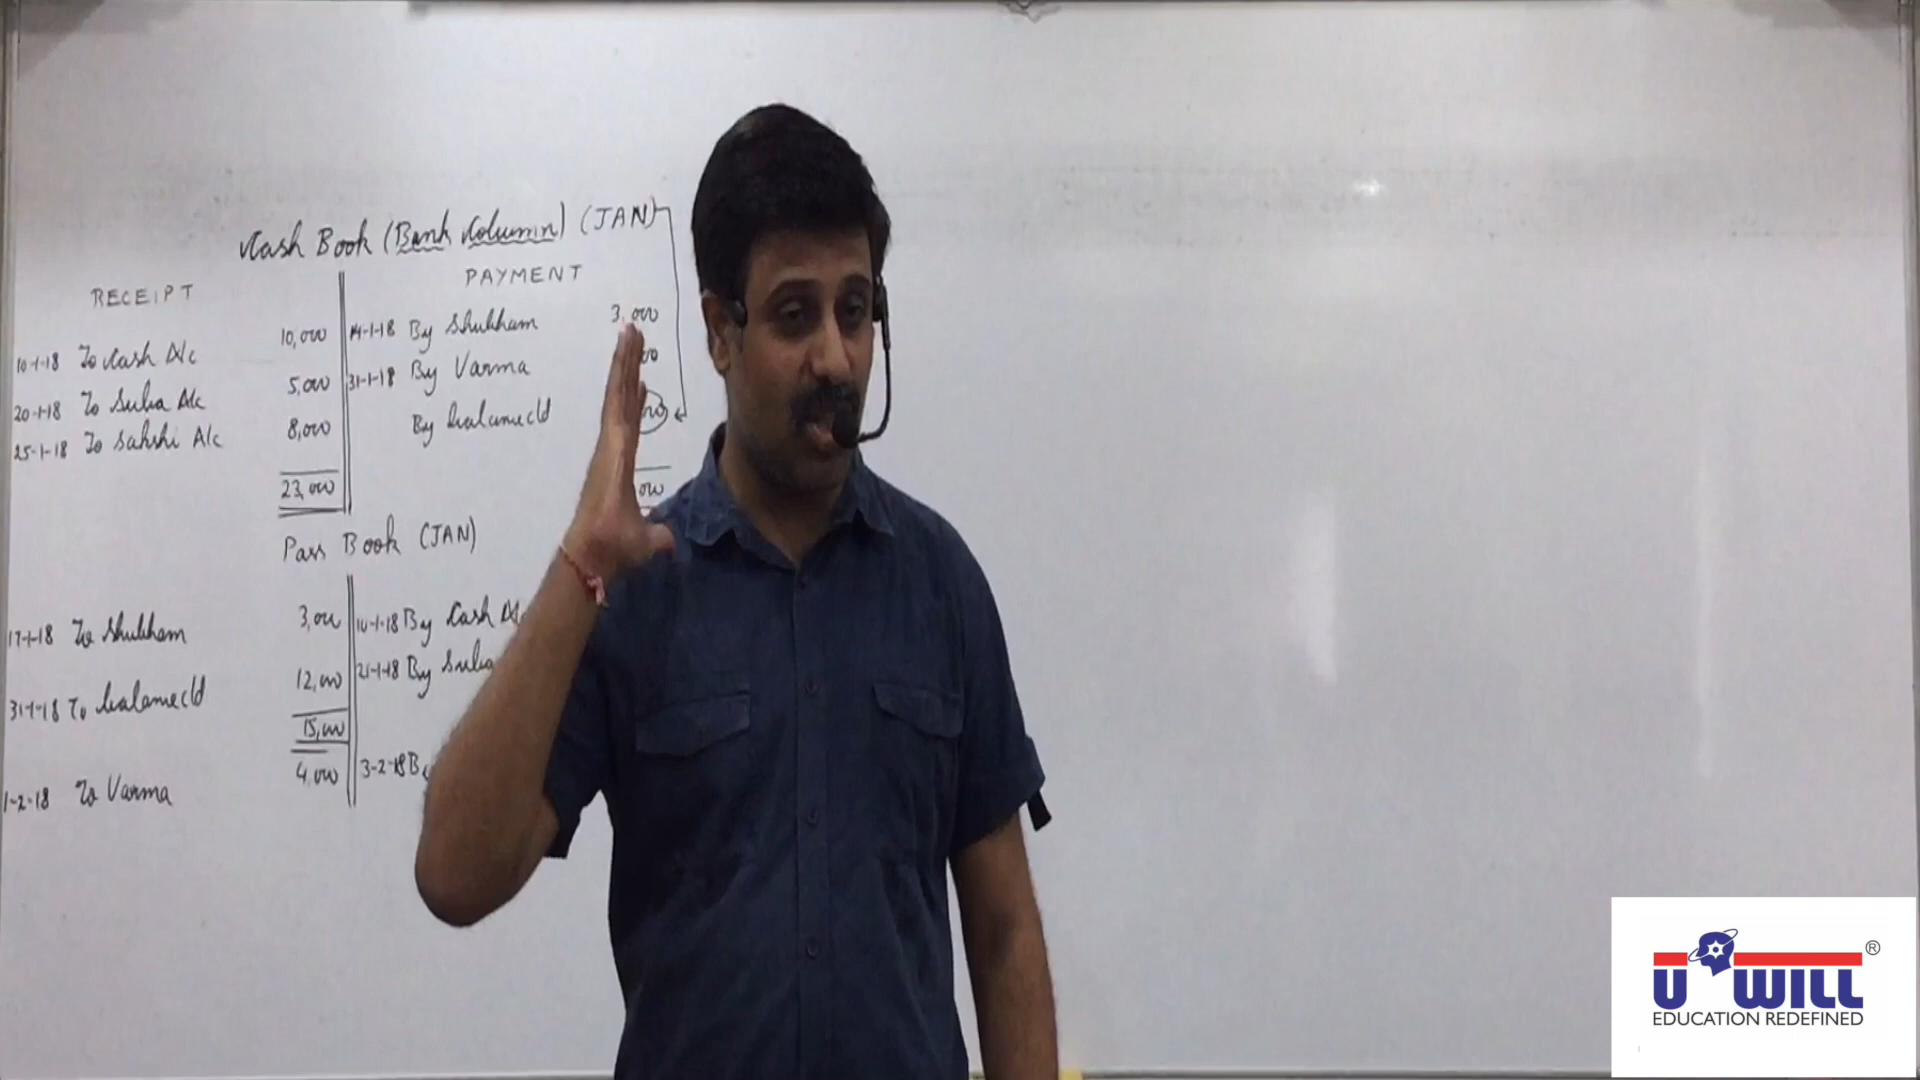 Cash Book (Bank Column) (JAN)
RECEIPT PAYMENT
10-1-18 To Cash A/c 10,000 14-1-18 By Shubham 3,000
20-1-18 To Suha A/c 5,000 31-1-18 By Varma 00
25-1-18 To Sakshi A/c 8,000 By balance c/d
23,000
Pass Book (JAN)
17-1-18 To Shubham 3,000 10-1-18 By Cash A/c
31-1-18 To balance c/d 12,000 21-1-18 By Suha
15,000
1-2-18 To Varma 4,000 3-2-18 B
U WILL ®
EDUCATION REDEFINED